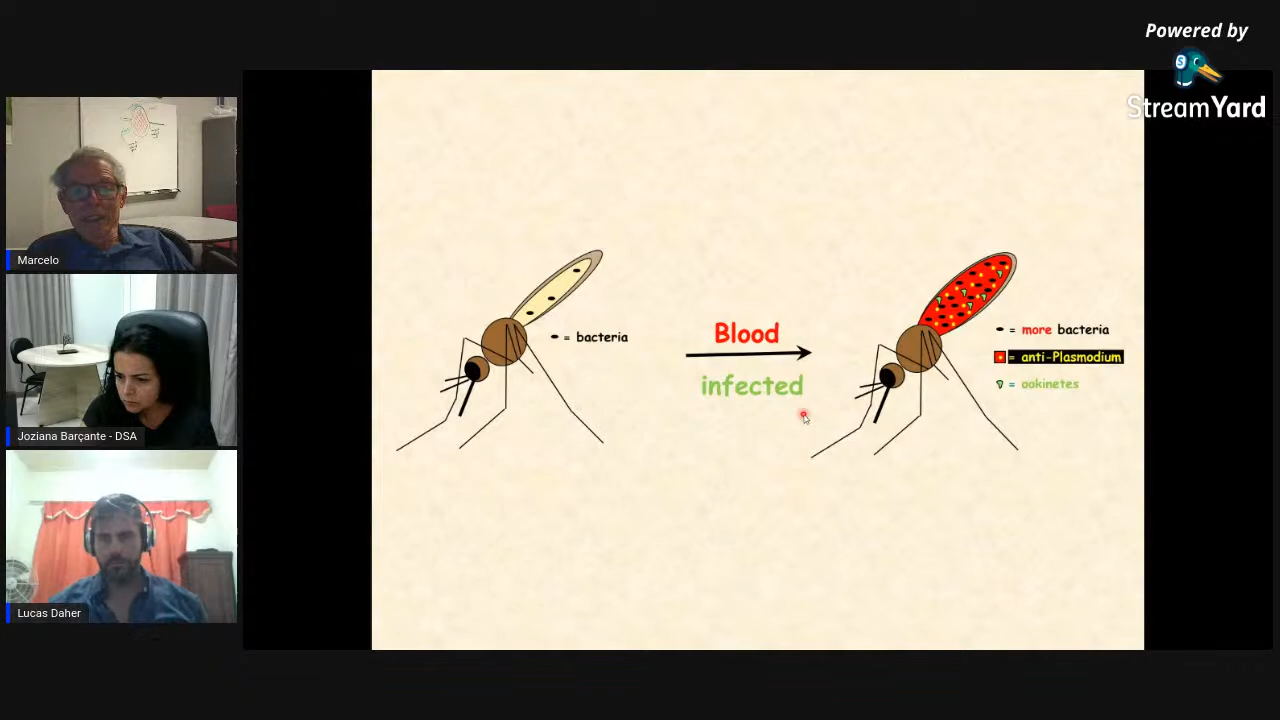 Powered by
StreamYard
Marcelo
Joziana Barçante - DSA
Lucas Daher
= bacteria
Blood
infected
= more bacteria
= anti-Plasmodium
= ookinetes